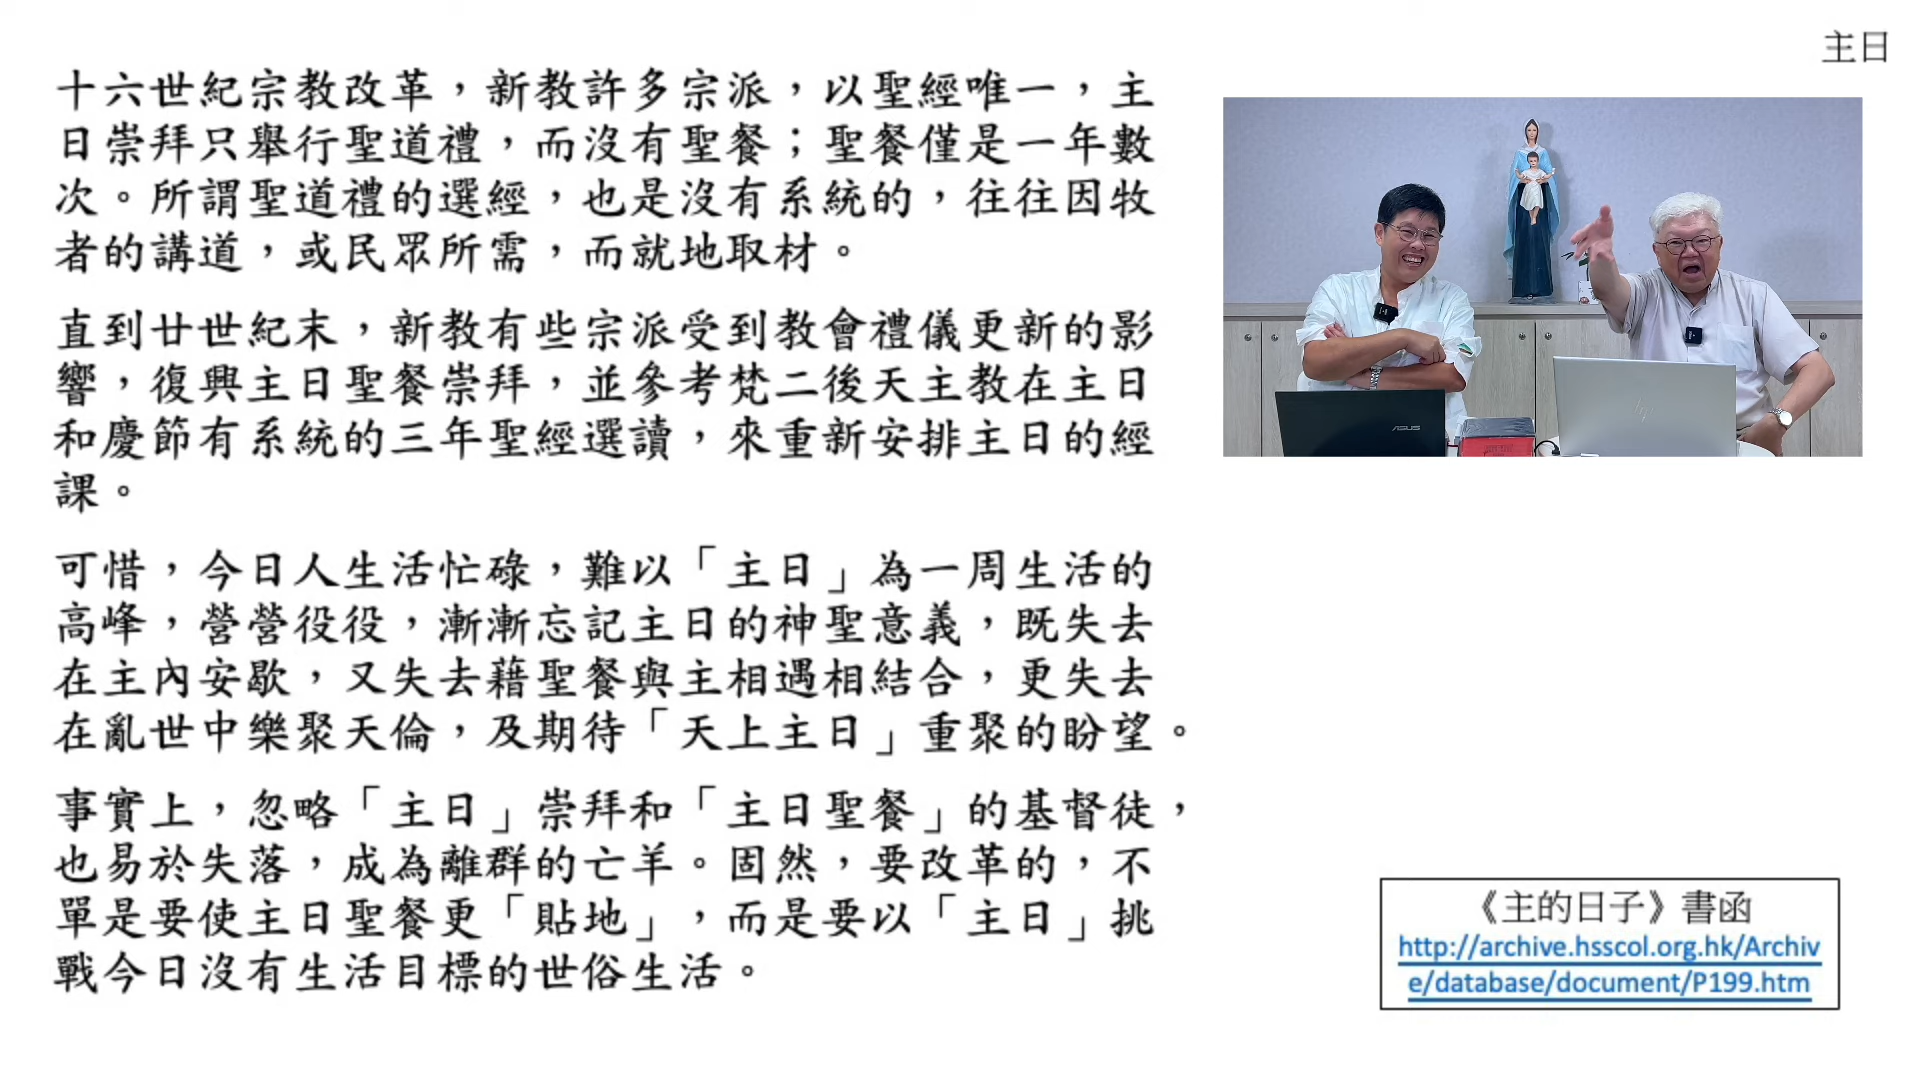 主日
十六世紀宗教改革，新教許多宗派，以聖經唯一，主
日崇拜只舉行聖道禮，而沒有聖餐；聖餐僅是一年數
次。所謂聖道禮的選經，也是沒有系統的，往往因牧
者的講道，或民眾所需，而就地取材。
直到廿世紀末，新教有些宗派受到教會禮儀更新的影
響，復興主日聖餐崇拜，並參考梵二後天主教在主日
和慶節有系統的三年聖經選讀，來重新安排主日的經
課。
可惜，今日人生活忙碌，難以「主日」為一周生活的
高峰，營營役役，漸漸忘記主日的神聖意義，既失去
在主內安歇，又失去藉聖餐與主相遇相結合，更失去
在亂世中樂聚天倫，及期待「天上主日」重聚的盼望。
事實上，忽略「主日」崇拜和「主日聖餐」的基督徒，
也易於失落，成為離群的亡羊。固然，要改革的，不
單是要使主日聖餐更「貼地」，而是要以「主日」挑
戰今日沒有生活目標的世俗生活。
ASUS
hp
《主的日子》書函
http://archive.hsscol.org.hk/Archiv
e/database/document/P199.htm